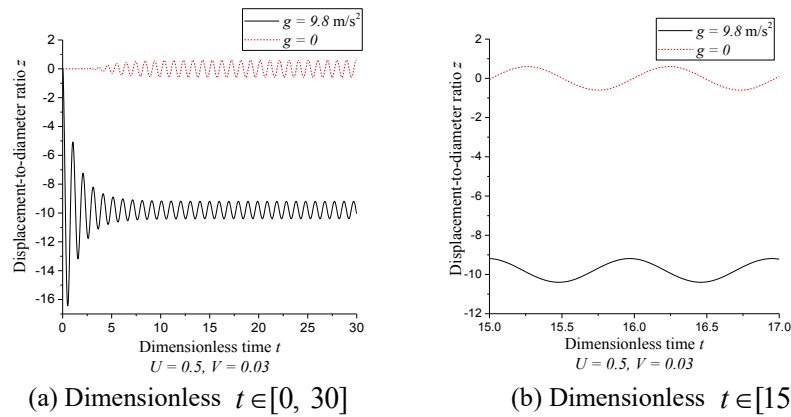 g = 9.8 m/s²
g = 0
Displacement-to-diameter ratio z
2
0
-2
-4
-6
-8
-10
-12
-14
-16
0 5 10 15 20 25 30
Dimensionless time t
U = 0.5, V = 0.03
(a) Dimensionless t∈[0, 30]
g = 9.8 m/s²
g = 0
Displacement-to-diameter ratio z
2
0
-2
-4
-6
-8
-10
-12
15.0 15.5 16.0 16.5 17.0
Dimensionless time t
U = 0.5, V = 0.03
(b) Dimensionless t∈[15